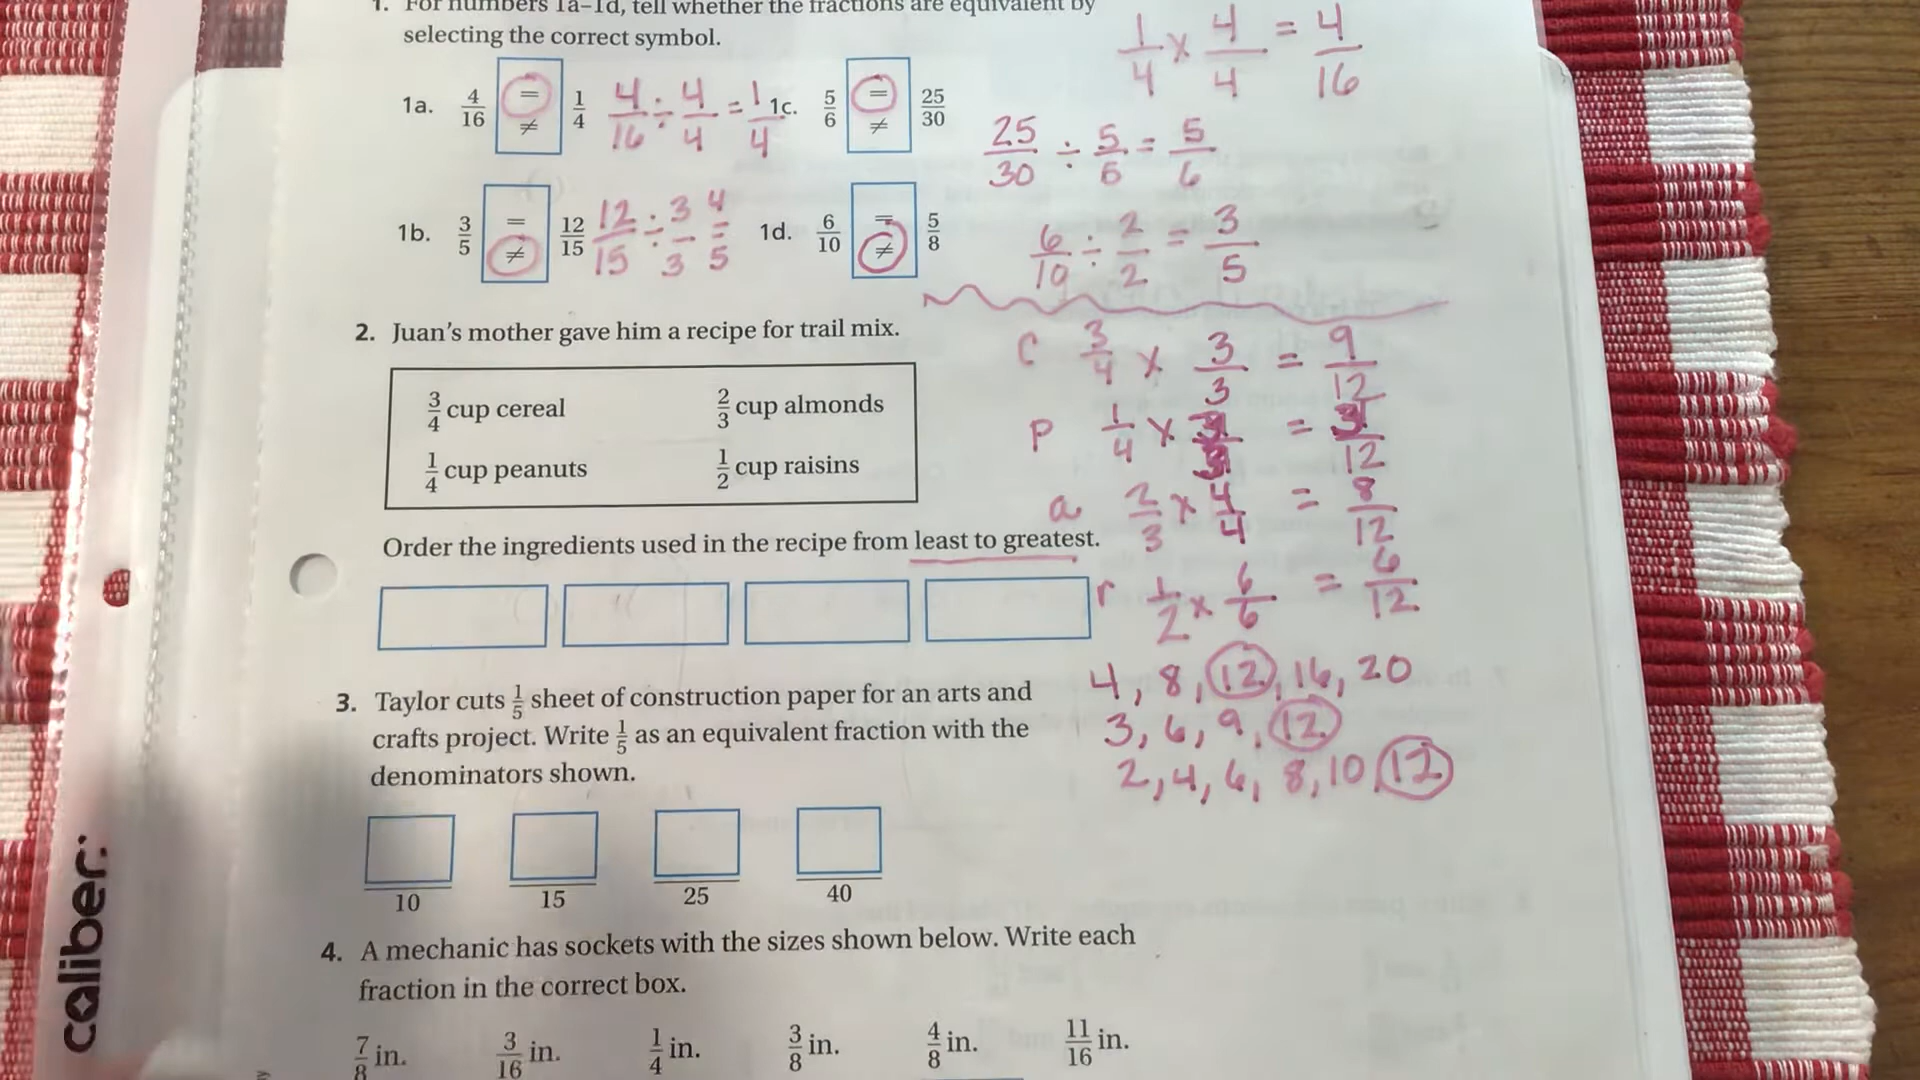 1. For numbers 1a–1d, tell whether the fractions are equivalent by
selecting the correct symbol.
1/4 x 4/4 = 4/16
1a. 4/16 = ≠ 1/4 4/16 ÷ 4/4 = 1/4
1c. 5/6 = ≠ 25/30
25/30 ÷ 5/5 = 5/6
1b. 3/5 = ≠ 12/15 12/15 ÷ 3/3 = 4/5
1d. 6/10 = ≠ 5/8
6/10 ÷ 2/2 = 3/5
2. Juan's mother gave him a recipe for trail mix.
3/4 cup cereal 2/3 cup almonds
1/4 cup peanuts 1/2 cup raisins
C 3/4 x 3/3 = 9/12
P 1/4 x 3/3 = 3/12
a 2/3 x 4/4 = 8/12
r 1/2 x 6/6 = 6/12
Order the ingredients used in the recipe from least to greatest.
4, 8, 12, 16, 20
3, 6, 9, 12
2, 4, 6, 8, 10 12
3. Taylor cuts 1/5 sheet of construction paper for an arts and
crafts project. Write 1/5 as an equivalent fraction with the
denominators shown.
10 15 25 40
4. A mechanic has sockets with the sizes shown below. Write each
fraction in the correct box.
7/8 in. 3/16 in. 1/4 in. 3/8 in. 4/8 in. 11/16 in.
caliber: